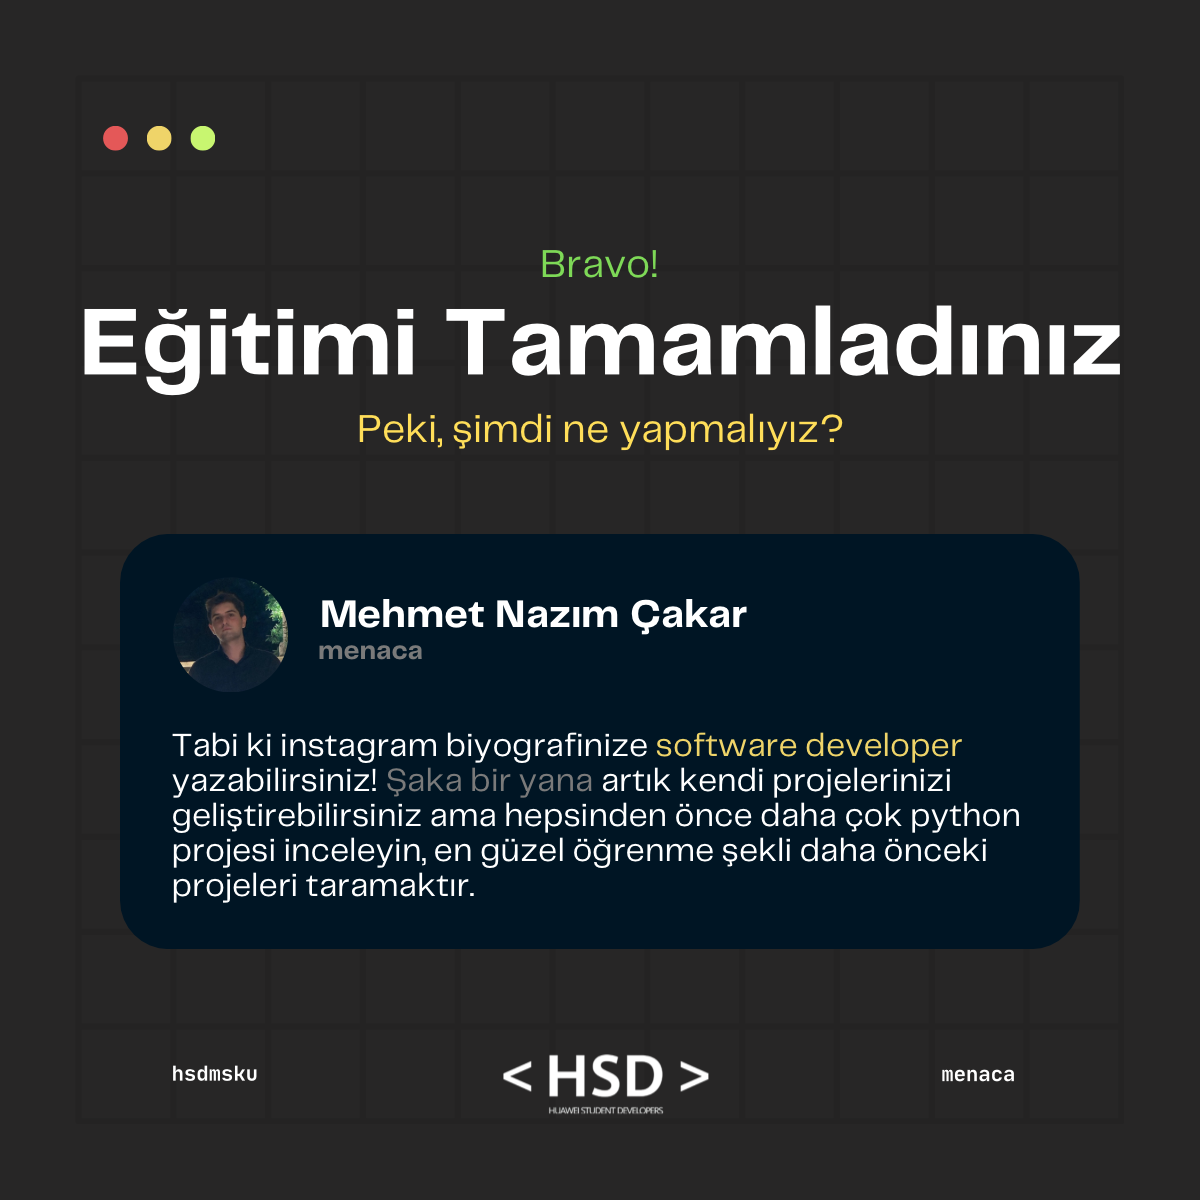 Bravo!
Eğitimi Tamamladınız
Peki, şimdi ne yapmalıyız?
Mehmet Nazım Çakar
menaca
Tabi ki instagram biyografinize software developer
yazabilirsiniz! Şaka bir yana artık kendi projelerinizi
geliştirebilirsiniz ama hepsinden önce daha çok python
projesi inceleyin, en güzel öğrenme şekli daha önceki
projeleri taramaktır.
hsdmsku
< HSD >
HUAWEI STUDENT DEVELOPERS
menaca